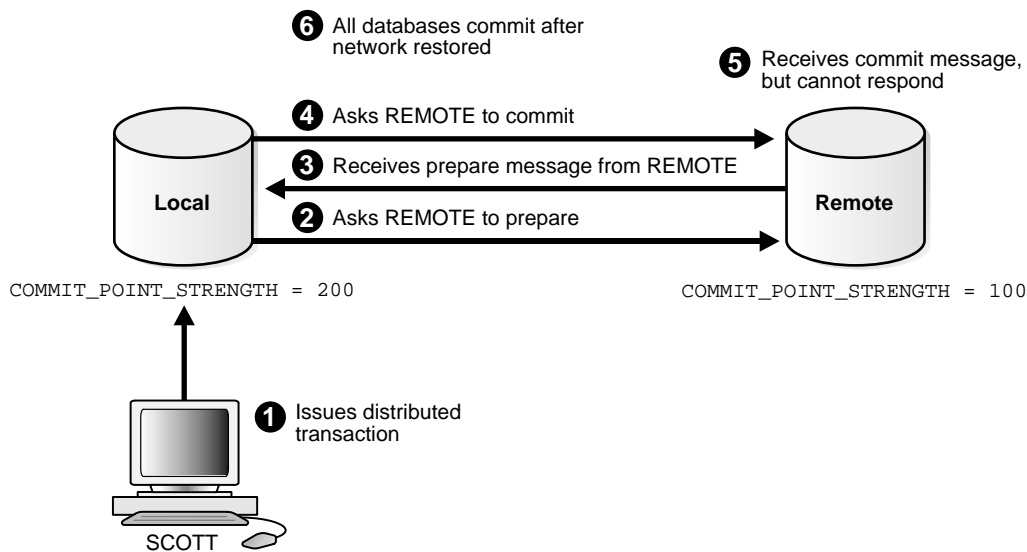 6 All databases commit after
network restored
5 Receives commit message,
but cannot respond
4 Asks REMOTE to commit
3 Receives prepare message from REMOTE
Local
Remote
2 Asks REMOTE to prepare
COMMIT_POINT_STRENGTH = 200
COMMIT_POINT_STRENGTH = 100
1 Issues distributed
transaction
SCOTT